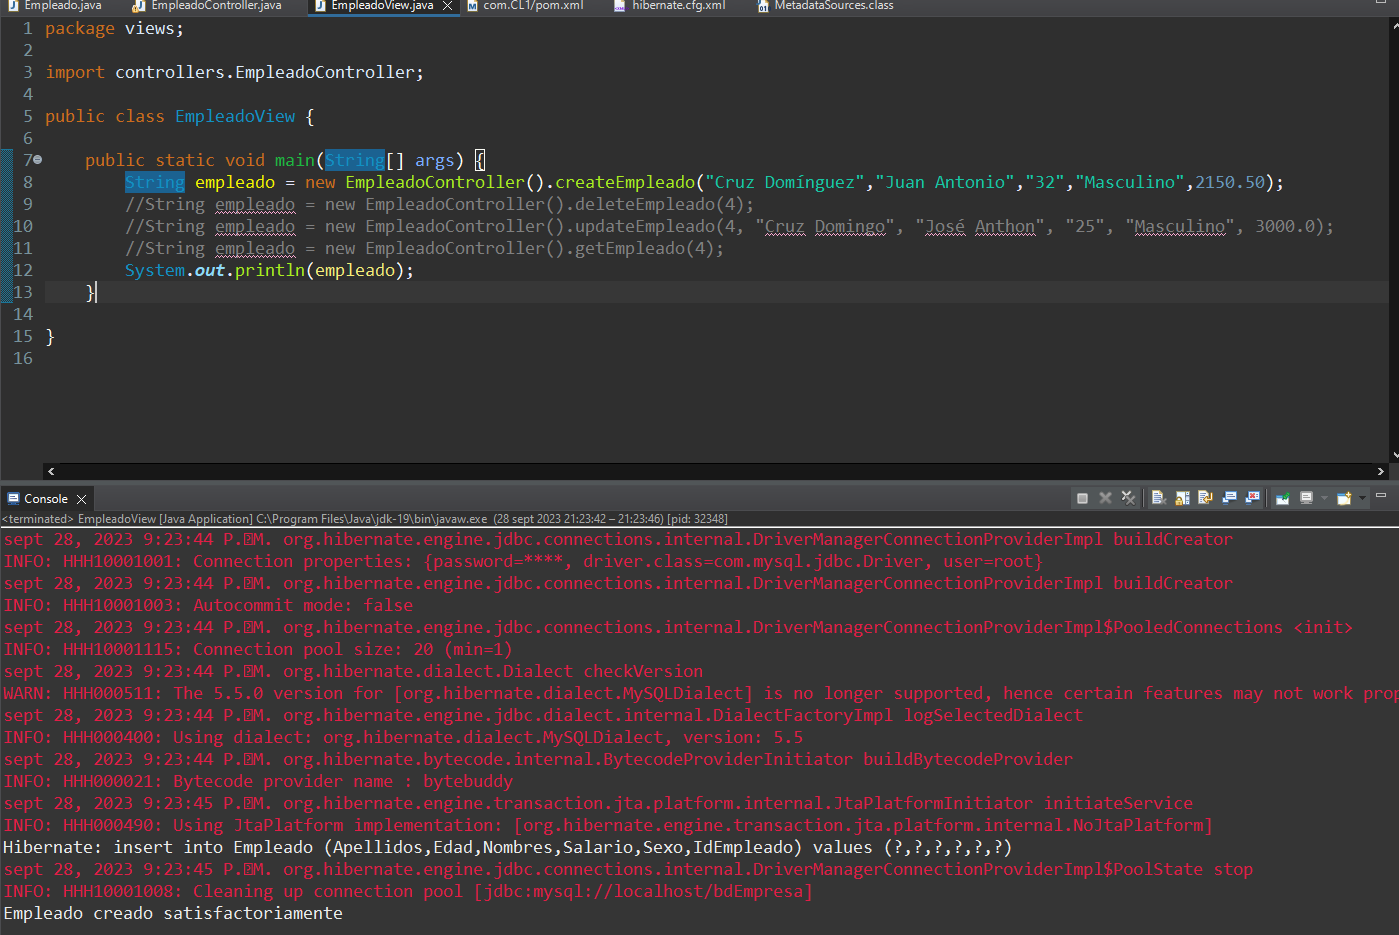 Empleado.java EmpleadoController.java EmpleadoView.java com.CL1/pom.xml hibernate.cfg.xml MetadataSources.class
1 package views;
2
3 import controllers.EmpleadoController;
4
5 public class EmpleadoView {
6
7 public static void main(String[] args) {
8 String empleado = new EmpleadoController().createEmpleado("Cruz Domínguez","Juan Antonio","32","Masculino",2150.50);
9 //String empleado = new EmpleadoController().deleteEmpleado(4);
10 //String empleado = new EmpleadoController().updateEmpleado(4, "Cruz Domingo", "José Anthon", "25", "Masculino", 3000.0);
11 //String empleado = new EmpleadoController().getEmpleado(4);
12 System.out.println(empleado);
13 }
14
15 }
16
Console
<terminated> EmpleadoView [Java Application] C:\Program Files\Java\jdk-19\bin\javaw.exe (28 sept 2023 21:23:42 – 21:23:46) [pid: 32348]
sept 28, 2023 9:23:44 P. M. org.hibernate.engine.jdbc.connections.internal.DriverManagerConnectionProviderImpl buildCreator
INFO: HHH10001001: Connection properties: {password=****, driver.class=com.mysql.jdbc.Driver, user=root}
sept 28, 2023 9:23:44 P. M. org.hibernate.engine.jdbc.connections.internal.DriverManagerConnectionProviderImpl buildCreator
INFO: HHH10001003: Autocommit mode: false
sept 28, 2023 9:23:44 P. M. org.hibernate.engine.jdbc.connections.internal.DriverManagerConnectionProviderImpl$PooledConnections <init>
INFO: HHH10001115: Connection pool size: 20 (min=1)
sept 28, 2023 9:23:44 P. M. org.hibernate.dialect.Dialect checkVersion
WARN: HHH000511: The 5.5.0 version for [org.hibernate.dialect.MySQLDialect] is no longer supported, hence certain features may not work prop
sept 28, 2023 9:23:44 P. M. org.hibernate.engine.jdbc.dialect.internal.DialectFactoryImpl logSelectedDialect
INFO: HHH000400: Using dialect: org.hibernate.dialect.MySQLDialect, version: 5.5
sept 28, 2023 9:23:44 P. M. org.hibernate.bytecode.internal.BytecodeProviderInitiator buildBytecodeProvider
INFO: HHH000021: Bytecode provider name : bytebuddy
sept 28, 2023 9:23:45 P. M. org.hibernate.engine.transaction.jta.platform.internal.JtaPlatformInitiator initiateService
INFO: HHH000490: Using JtaPlatform implementation: [org.hibernate.engine.transaction.jta.platform.internal.NoJtaPlatform]
Hibernate: insert into Empleado (Apellidos,Edad,Nombres,Salario,Sexo,IdEmpleado) values (?,?,?,?,?,?)
sept 28, 2023 9:23:45 P. M. org.hibernate.engine.jdbc.connections.internal.DriverManagerConnectionProviderImpl$PoolState stop
INFO: HHH10001008: Cleaning up connection pool [jdbc:mysql://localhost/bdEmpresa]
Empleado creado satisfactoriamente